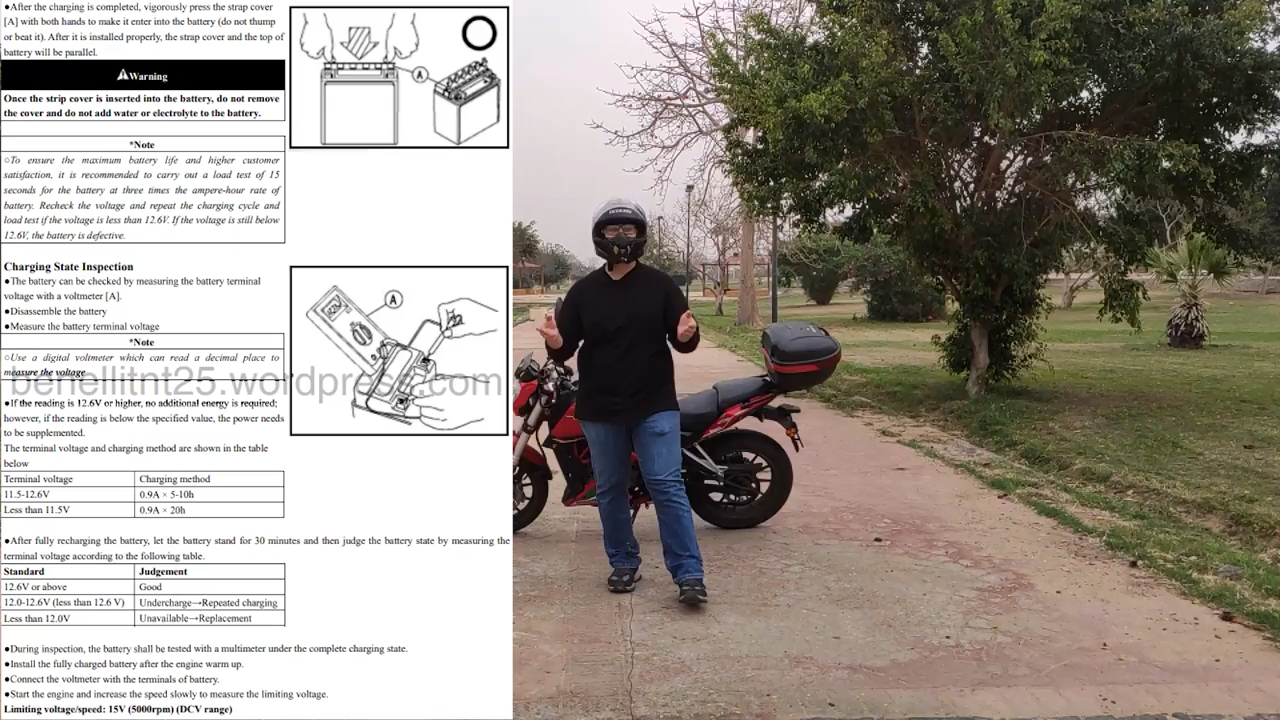 ●After the charging is completed, vigorously press the strap cover
[A] with both hands to make it enter into the battery (do not thump
or beat it). After it is installed properly, the strap cover and the top of
battery will be parallel.
⚠Warning
Once the strip cover is inserted into the battery, do not remove
the cover and do not add water or electrolyte to the battery.
*Note
○To ensure the maximum battery life and higher customer
satisfaction, it is recommended to carry out a load test of 15
seconds for the battery at three times the ampere-hour rate of
battery. Recheck the voltage and repeat the charging cycle and
load test if the voltage is less than 12.6V. If the voltage is still below
12.6V, the battery is defective.
A
Charging State Inspection
●The battery can be checked by measuring the battery terminal
voltage with a voltmeter [A].
●Disassemble the battery
●Measure the battery terminal voltage
*Note
○Use a digital voltmeter which can read a decimal place to
measure the voltage
benellitnt25.wordpress.com
●If the reading is 12.6V or higher, no additional energy is required;
however, if the reading is below the specified value, the power needs
to be supplemented.
The terminal voltage and charging method are shown in the table
below
A
Terminal voltage Charging method
11.5-12.6V 0.9A × 5-10h
Less than 11.5V 0.9A × 20h
●After fully recharging the battery, let the battery stand for 30 minutes and then judge the battery state by measuring the
terminal voltage according to the following table.
Standard Judgement
12.6V or above Good
12.0-12.6V (less than 12.6 V) Undercharge→Repeated charging
Less than 12.0V Unavailable→Replacement
●During inspection, the battery shall be tested with a multimeter under the complete charging state.
●Install the fully charged battery after the engine warm up.
●Connect the voltmeter with the terminals of battery.
●Start the engine and increase the speed slowly to measure the limiting voltage.
Limiting voltage/speed: 15V (5000rpm) (DCV range)